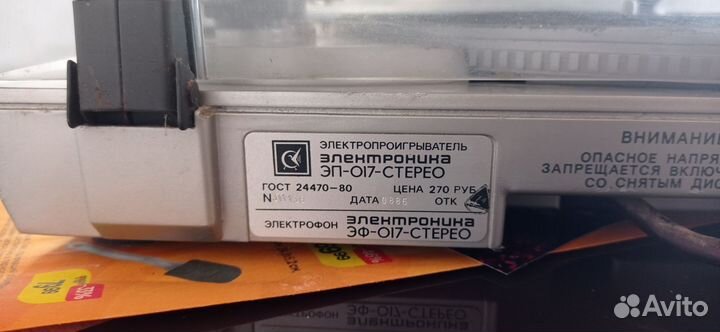 ЭЛЕКТРОПРОИГРЫВАТЕЛЬ
ЭЛЕКТРОНИКА
ЭП-017-СТЕРЕО
ГОСТ 24470-80 ЦЕНА 270 РУБ.
N ДАТА 0886 ОТК
ЭЛЕКТРОФОН ЭЛЕКТРОНИКА
ЭФ-017-СТЕРЕО
ВНИМАНИ
ОПАСНОЕ НАПРЯ
ЗАПРЕЩАЕТСЯ ВКЛЮЧ
СО СНЯТЫМ ДИС
Avito